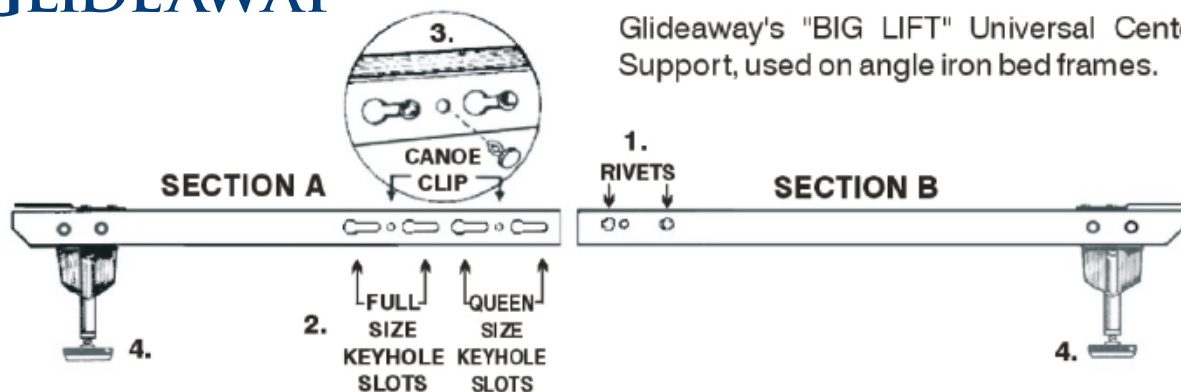 GLIDEAWAY
Glideaway's "BIG LIFT" Universal
Support, used on angle iron bed frames.
3.
CANOE
CLIP
1.
RIVETS
SECTION A
SECTION B
2.
FULL
SIZE
KEYHOLE
SLOTS
QUEEN
SIZE
KEYHOLE
SLOTS
4.
4.